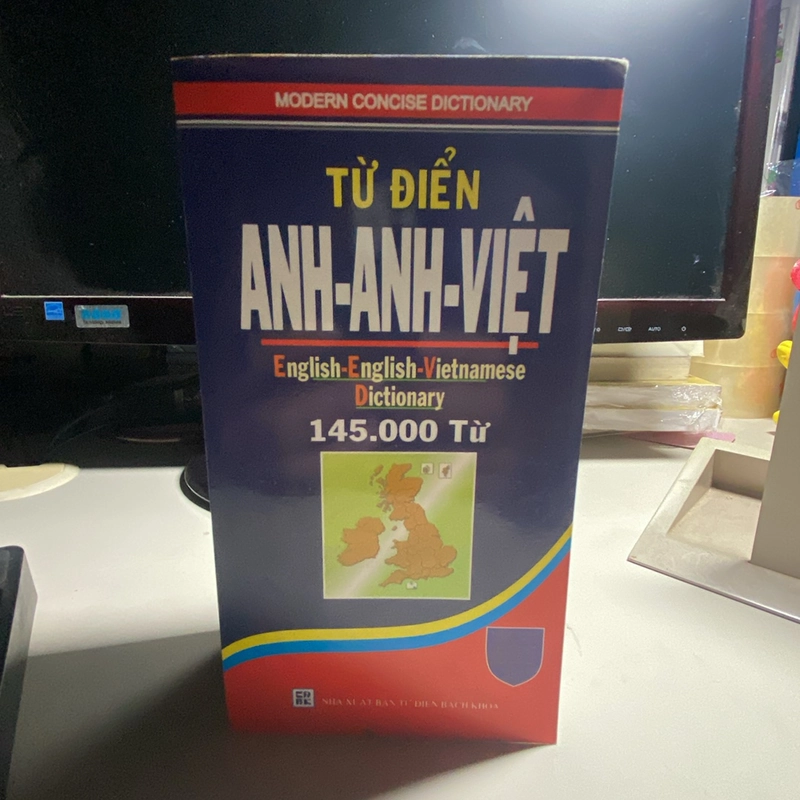 MODERN CONCISE DICTIONARY
TỪ ĐIỂN
ANH-ANH-VIỆT
English-English-Vietnamese
Dictionary
145.000 Từ
NHÀ XUẤT BẢN TỪ ĐIỂN BÁCH KHOA
AUTO